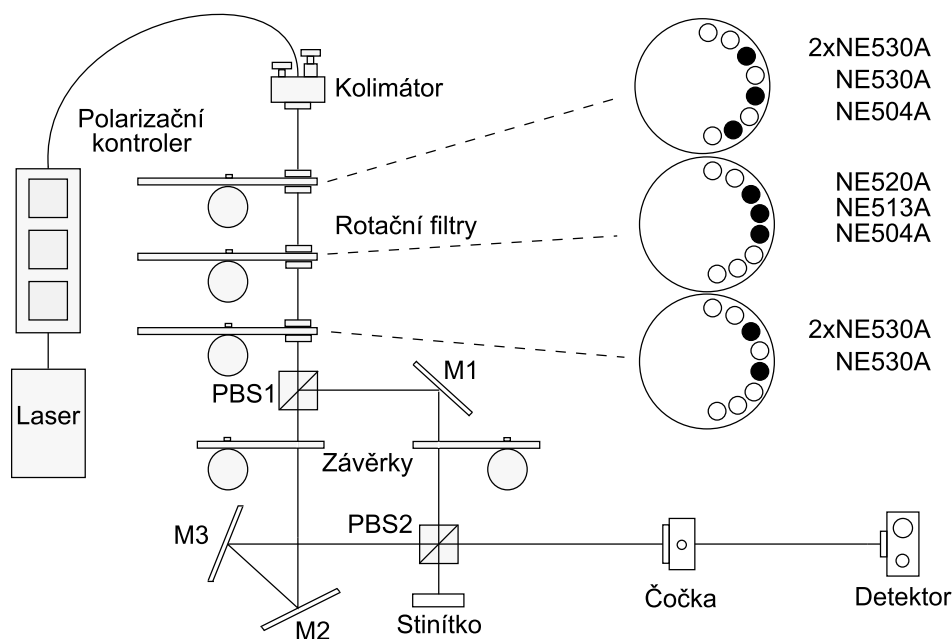 Kolimátor
Polarizační
kontroler
Rotační filtry
2xNE530A
NE530A
NE504A
NE520A
NE513A
NE504A
2xNE530A
NE530A
PBS1
M1
Laser
Závěrky
M3
PBS2
M2
Stinítko
Čočka
Detektor